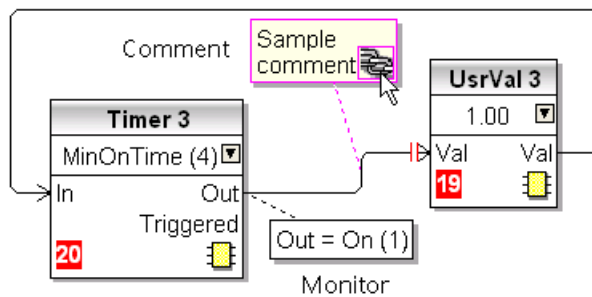 Comment
Sample
comment
UsrVal 3
1.00
Val Val
19
Timer 3
MinOnTime (4)
In Out
Triggered
20
Out = On (1)
Monitor